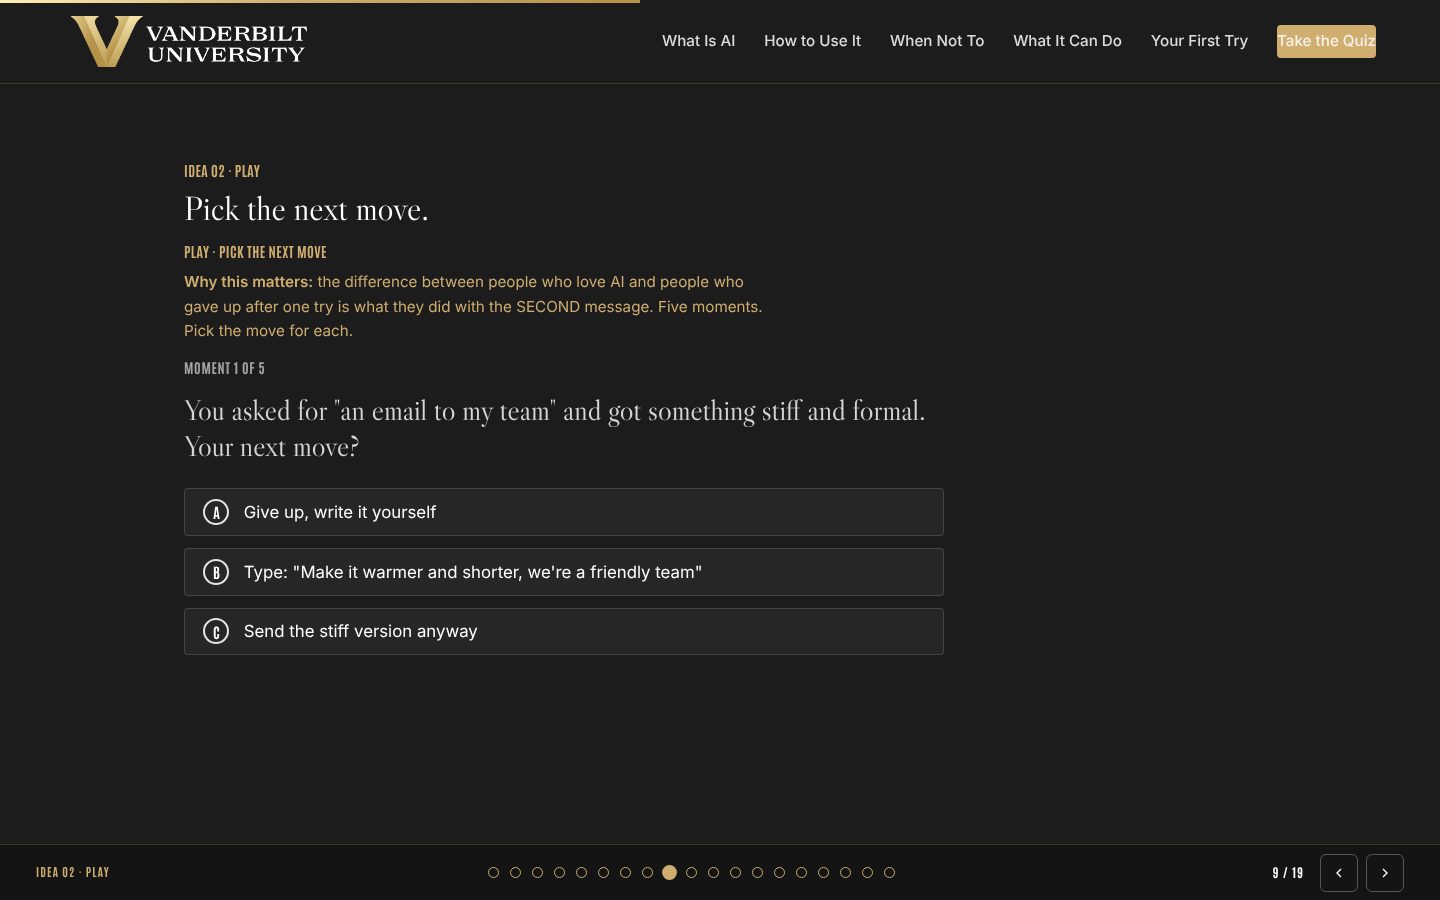 VANDERBILT
UNIVERSITY
What Is AI
How to Use It
When Not To
What It Can Do
Your First Try
Take the Quiz
IDEA 02 · PLAY
Pick the next move.
PLAY · PICK THE NEXT MOVE
Why this matters: the difference between people who love AI and people who
gave up after one try is what they did with the SECOND message. Five moments.
Pick the move for each.
MOMENT 1 OF 5
You asked for "an email to my team" and got something stiff and formal.
Your next move?
A Give up, write it yourself
B Type: "Make it warmer and shorter, we're a friendly team"
C Send the stiff version anyway
IDEA 02 · PLAY
9 / 19